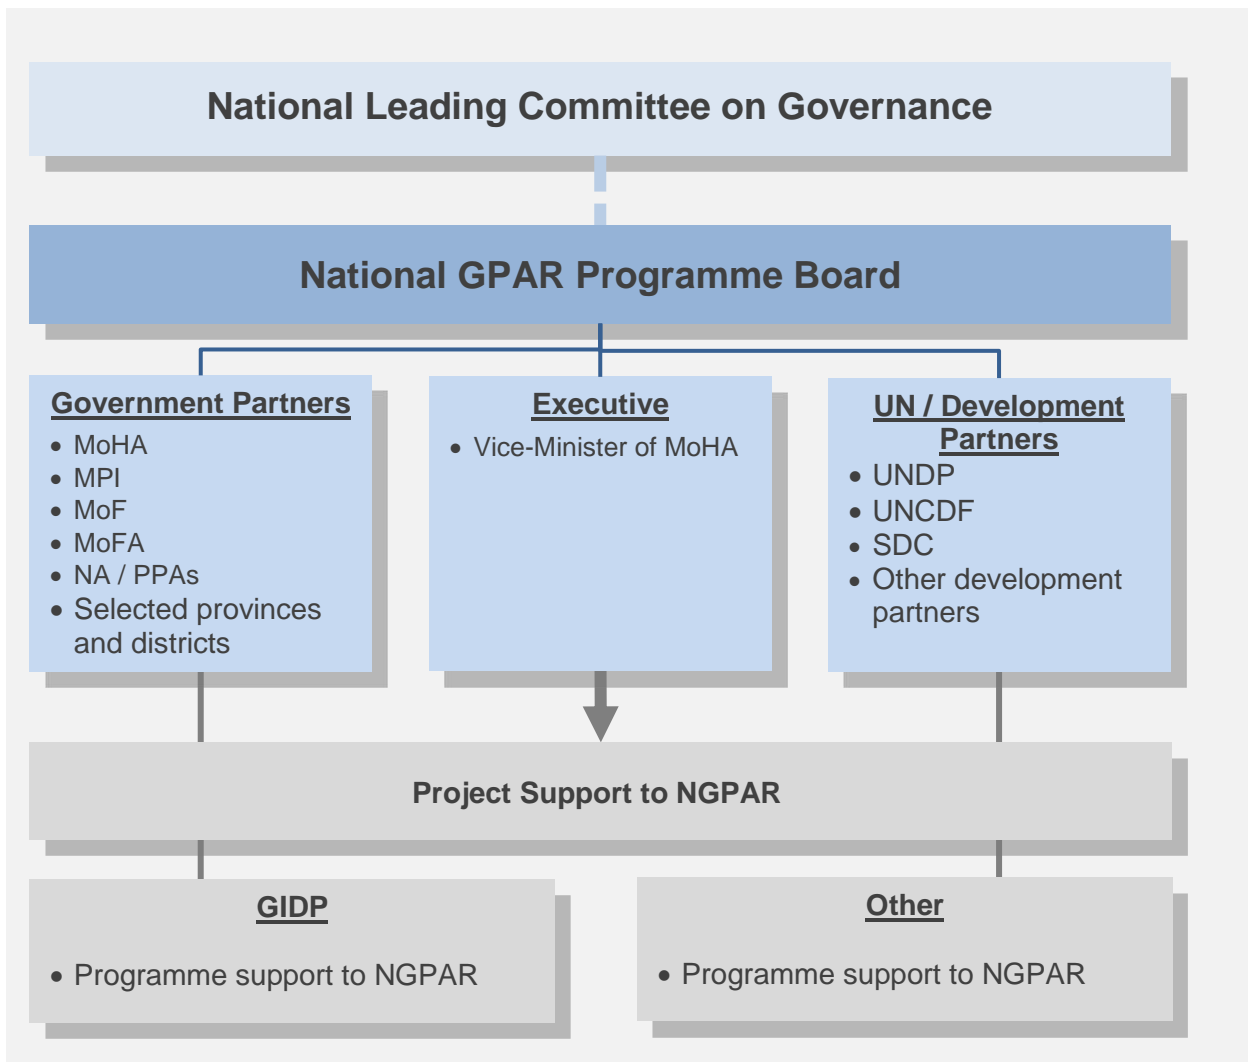 National Leading Committee on Governance
National GPAR Programme Board
Government Partners
• MoHA
• MPI
• MoF
• MoFA
• NA / PPAs
• Selected provinces
and districts
Executive
• Vice-Minister of MoHA
UN / Development
Partners
• UNDP
• UNCDF
• SDC
• Other development
partners
Project Support to NGPAR
GIDP
• Programme support to NGPAR
Other
• Programme support to NGPAR